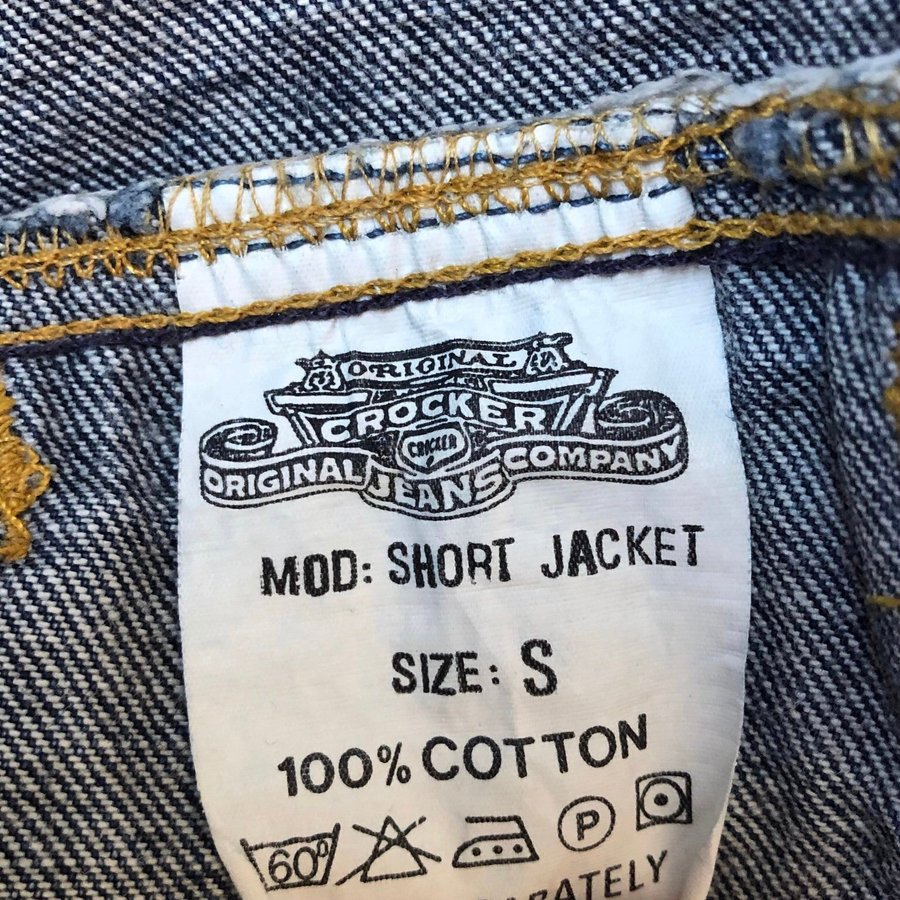 ORIGINAL
CROCKER
CROCKER
ORIGINAL JEANS COMPANY
MOD: SHORT JACKET
SIZE: S
100% COTTON
60° P